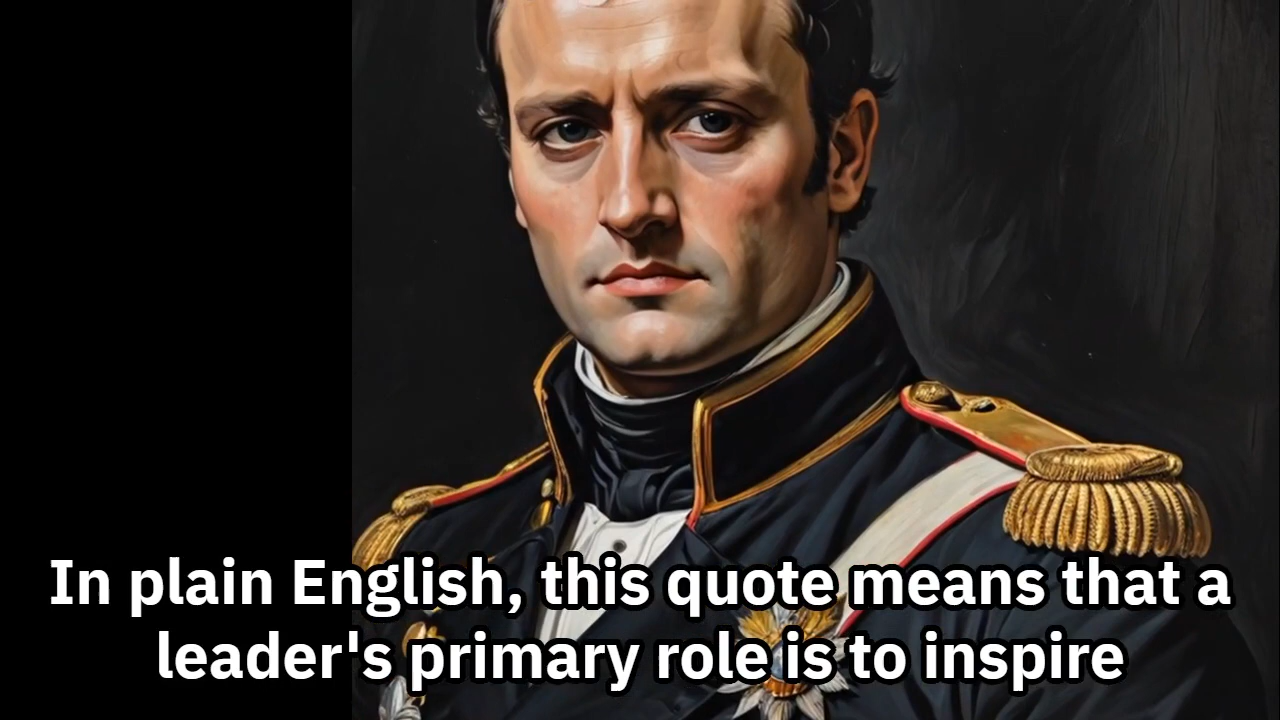 In plain English, this quote means that a
leader's primary role is to inspire